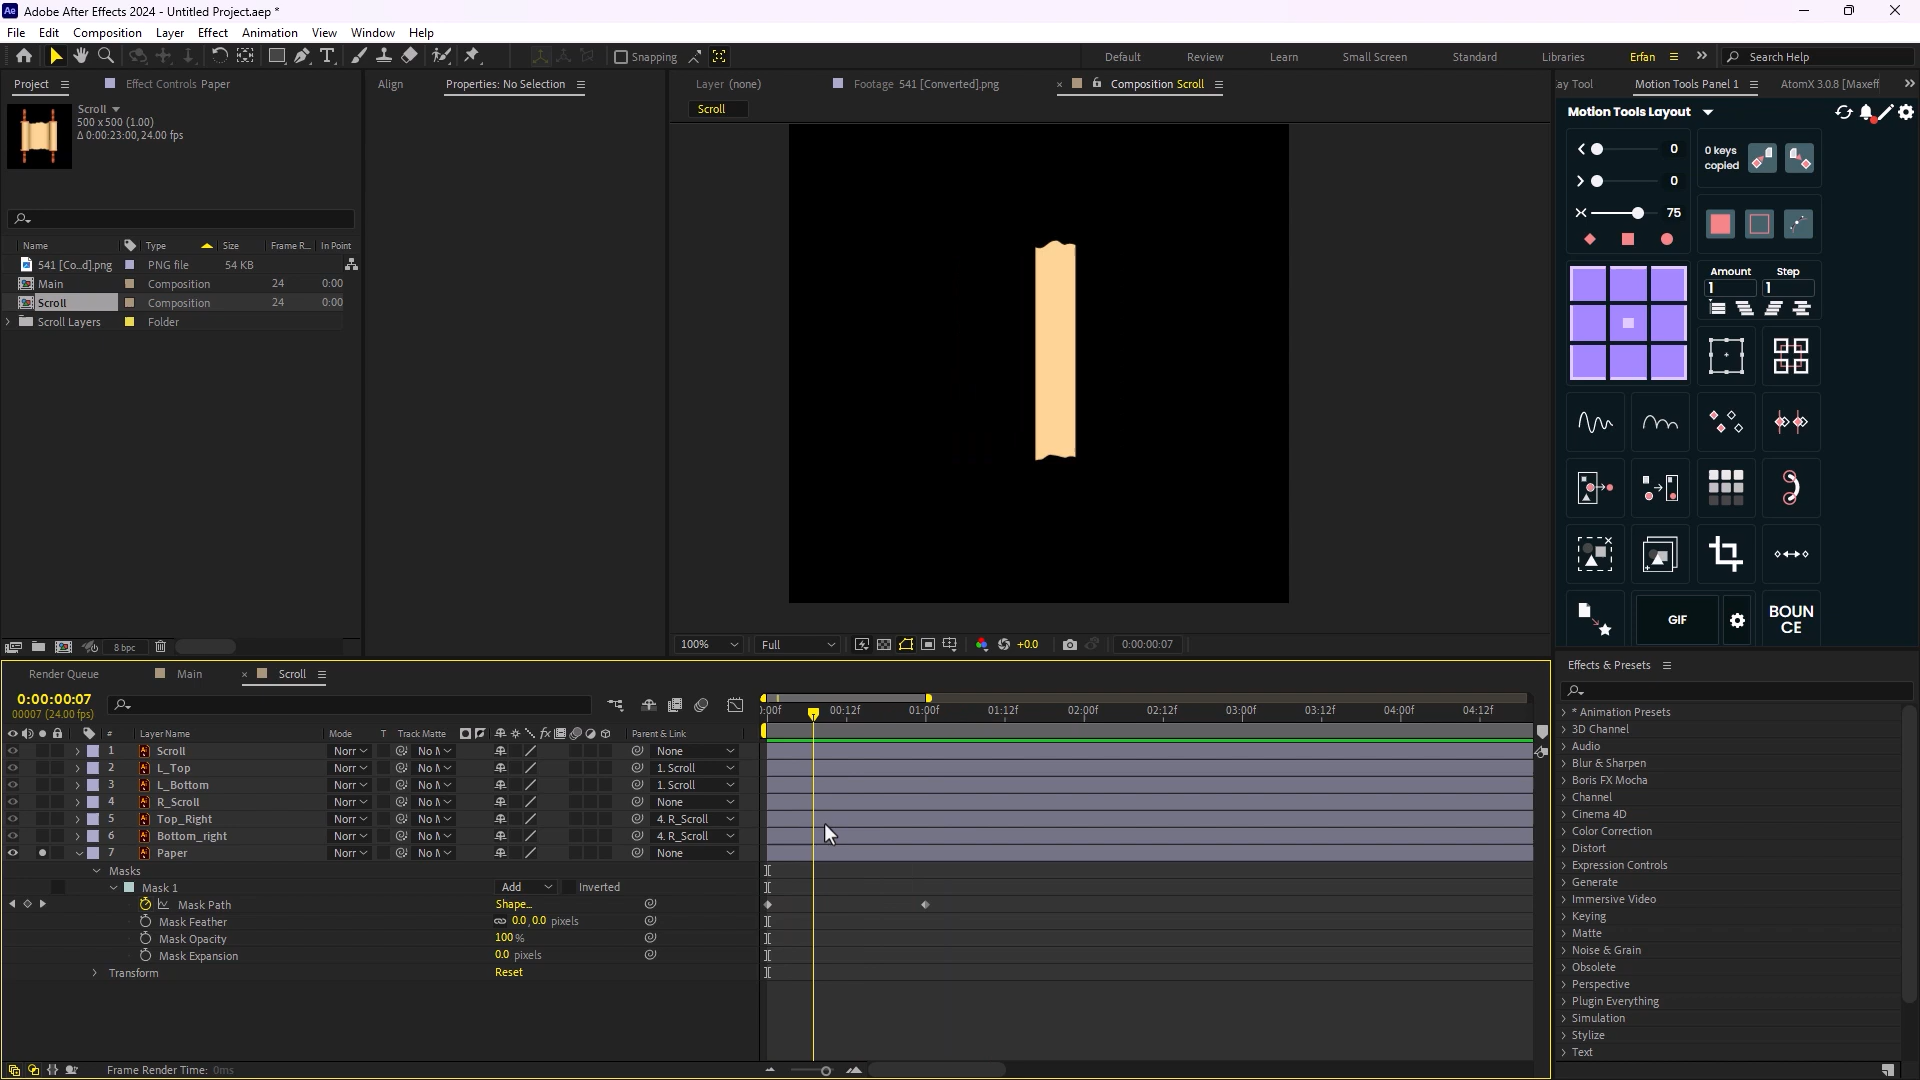 Adobe After Effects 2024 - Untitled Project.aep *
File Edit Composition Layer Effect Animation View Window Help
Snapping
Default Review Learn Small Screen Standard Libraries Erfan Search Help
Project Effect Controls Paper
Align Properties: No Selection
Layer (none) Footage 541 [Converted].png Composition Scroll
ay Tool Motion Tools Panel 1 AtomX 3.0.8 [Maxeff
Scroll
500 x 500 (1.00)
Δ 0:00:23:00, 24.00 fps
Scroll
Motion Tools Layout
0
0 keys
copied
0
75
Name Type Size Frame R... In Point
541 [Co...d].png PNG file 54 KB
Main Composition 24 0:00
Scroll Composition 24 0:00
Scroll Layers Folder
Amount Step
1 1
GIF
BOUN
CE
8 bpc
100% Full +0.0 0:00:00:07
Render Queue Main Scroll
Effects & Presets
0:00:00:07
00007 (24.00 fps)
:00f 00:12f 01:00f 01:12f 02:00f 02:12f 03:00f 03:12f 04:00f 04:12f
# Layer Name Mode T Track Matte Parent & Link
1 Scroll Norr No M None
2 L_Top Norr No M 1. Scroll
3 L_Bottom Norr No M 1. Scroll
4 R_Scroll Norr No M None
5 Top_Right Norr No M 4. R_Scroll
6 Bottom_right Norr No M 4. R_Scroll
7 Paper Norr No M None
Masks
Mask 1 Add Inverted
Mask Path Shape...
Mask Feather 0.0, 0.0 pixels
Mask Opacity 100 %
Mask Expansion 0.0 pixels
Transform Reset
Frame Render Time: 0ms
* Animation Presets
3D Channel
Audio
Blur & Sharpen
Boris FX Mocha
Channel
Cinema 4D
Color Correction
Distort
Expression Controls
Generate
Immersive Video
Keying
Matte
Noise & Grain
Obsolete
Perspective
Plugin Everything
Simulation
Stylize
Text